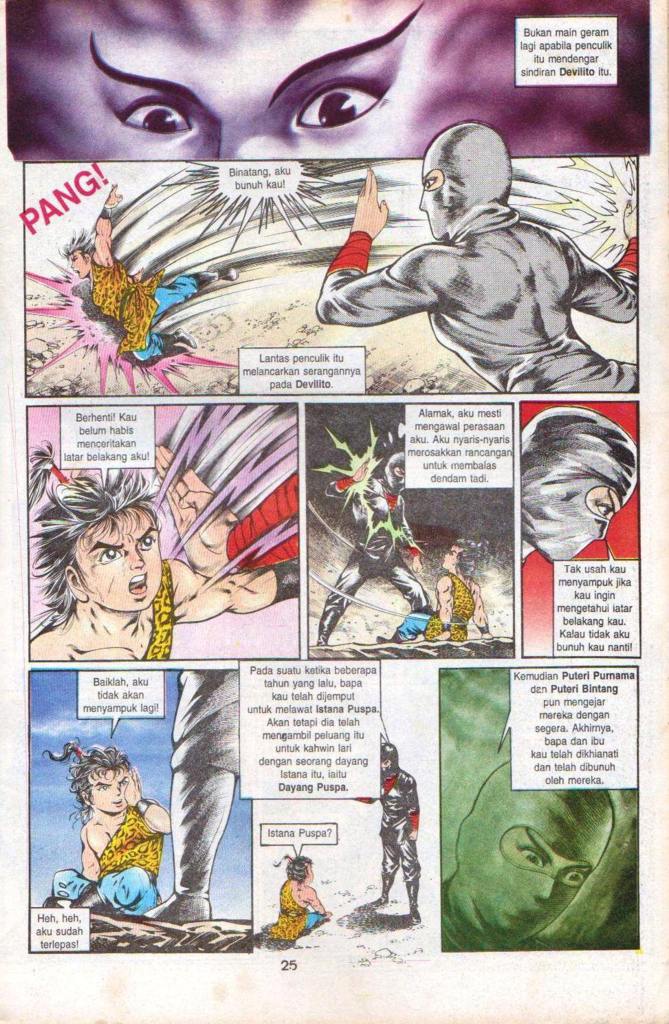 Bukan main geram
lagi apabila penculik
itu mendengar
sindiran Devilito itu.
PANG!
Binatang, aku
bunuh kau!
Lantas penculik itu
melancarkan serangannya
pada Devilito.
Berhenti! Kau
belum habis
menceritakan
latar belakang aku!
Alamak, aku mesti
mengawal perasaan
aku. Aku nyaris-nyaris
merosakkan rancangan
untuk membalas
dendam tadi.
Tak usah kau
menyampuk jika
kau ingin
mengetahui latar
belakang kau.
Kalau tidak aku
bunuh kau nanti!
Baiklah, aku
tidak akan
menyampuk lagi!
Heh, heh,
aku sudah
terlepas!
Pada suatu ketika beberapa
tahun yang lalu, bapa
kau telah dijemput
untuk melawat Istana Puspa.
Akan tetapi dia telah
mengambil peluang itu
untuk kahwin lari
dengan seorang dayang
Istana itu, iaitu
Dayang Puspa.
Istana Puspa?
Kemudian Puteri Purnama
dan Puteri Bintang
pun mengejar
mereka dengan
segera. Akhirnya,
bapa dan ibu
kau telah dikhianati
dan telah dibunuh
oleh mereka.
25